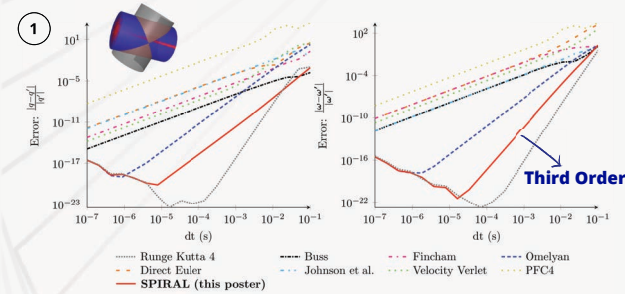 1
10^1
10^-5
10^-11
10^-17
10^-23
Error: |q−q′| / |q′|
10^-7 10^-6 10^-5 10^-4 10^-3 10^-2 10^-1
dt (s)
10^2
10^-4
10^-10
10^-16
10^-22
Error: |ω−ω′| / |ω′|
10^-7 10^-6 10^-5 10^-4 10^-3 10^-2 10^-1
dt (s)
Third Order
Runge Kutta 4 Buss Fincham Omelyan
Direct Euler Johnson et al. Velocity Verlet PFC4
SPIRAL (this poster)